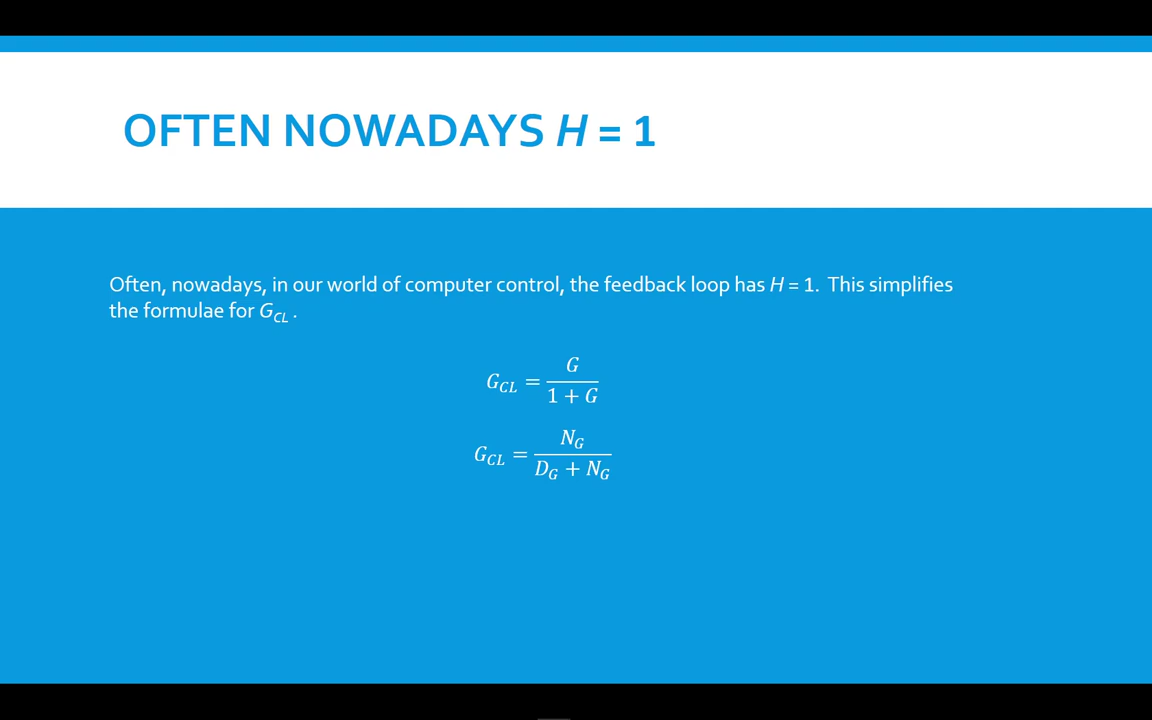 OFTEN NOWADAYS H = 1
Often, nowadays, in our world of computer control, the feedback loop has H = 1. This simplifies
the formulae for G_CL .
G_CL = G / (1 + G)
G_CL = N_G / (D_G + N_G)